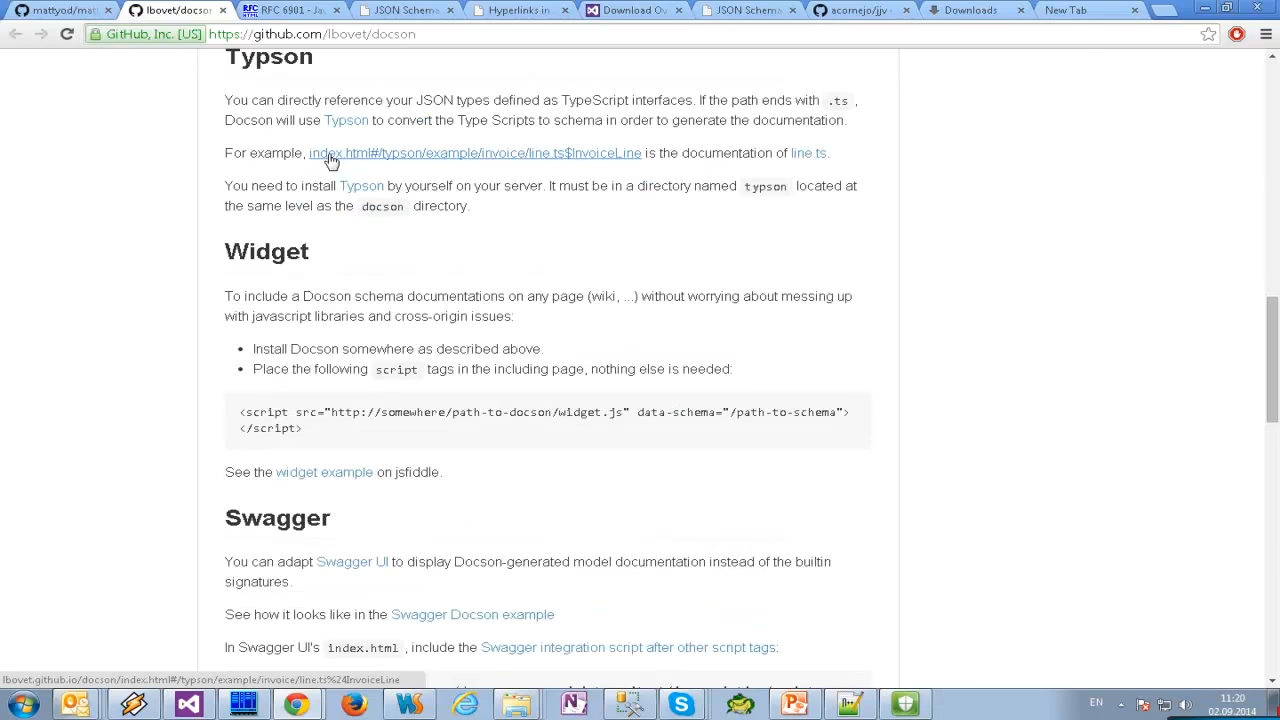 mattyod/matt
lbovet/docson
RFC 6901 - Ja
JSON Schema
Hyperlinks in
Download Ov
JSON Schema
acornejo/jjv -
Downloads
New Tab
GitHub, Inc. [US] https://github.com/lbovet/docson
Typson
You can directly reference your JSON types defined as TypeScript interfaces. If the path ends with .ts ,
Docson will use Typson to convert the Type Scripts to schema in order to generate the documentation.
For example, index.html#/typson/example/invoice/line.ts$InvoiceLine is the documentation of line.ts.
You need to install Typson by yourself on your server. It must be in a directory named typson located at
the same level as the docson directory.
Widget
To include a Docson schema documentations on any page (wiki, ...) without worrying about messing up
with javascript libraries and cross-origin issues:
• Install Docson somewhere as described above.
• Place the following script tags in the including page, nothing else is needed:
<script src="http://somewhere/path-to-docson/widget.js" data-schema="/path-to-schema">
</script>
See the widget example on jsfiddle.
Swagger
You can adapt Swagger UI to display Docson-generated model documentation instead of the builtin
signatures.
See how it looks like in the Swagger Docson example
In Swagger UI's index.html , include the Swagger integration script after other script tags:
lbovet.github.io/docson/index.html#/typson/example/invoice/line.ts%24InvoiceLine
EN
11:20
02.09.2014